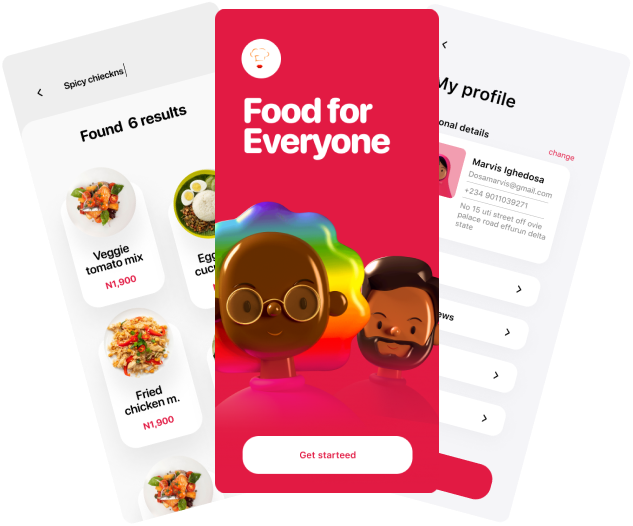 Spicy chieckns
Found 6 results
Veggie
tomato mix
N1,900
Egg
cucu
Fried
chicken m.
N1,900
Food for
Everyone
Get starteed
My profile
onal details
change
Marvis Ighedosa
Dosamarvis@gmail.com
+234 9011039271
No 15 uti street off ovie
palace road effurun delta
state
ews